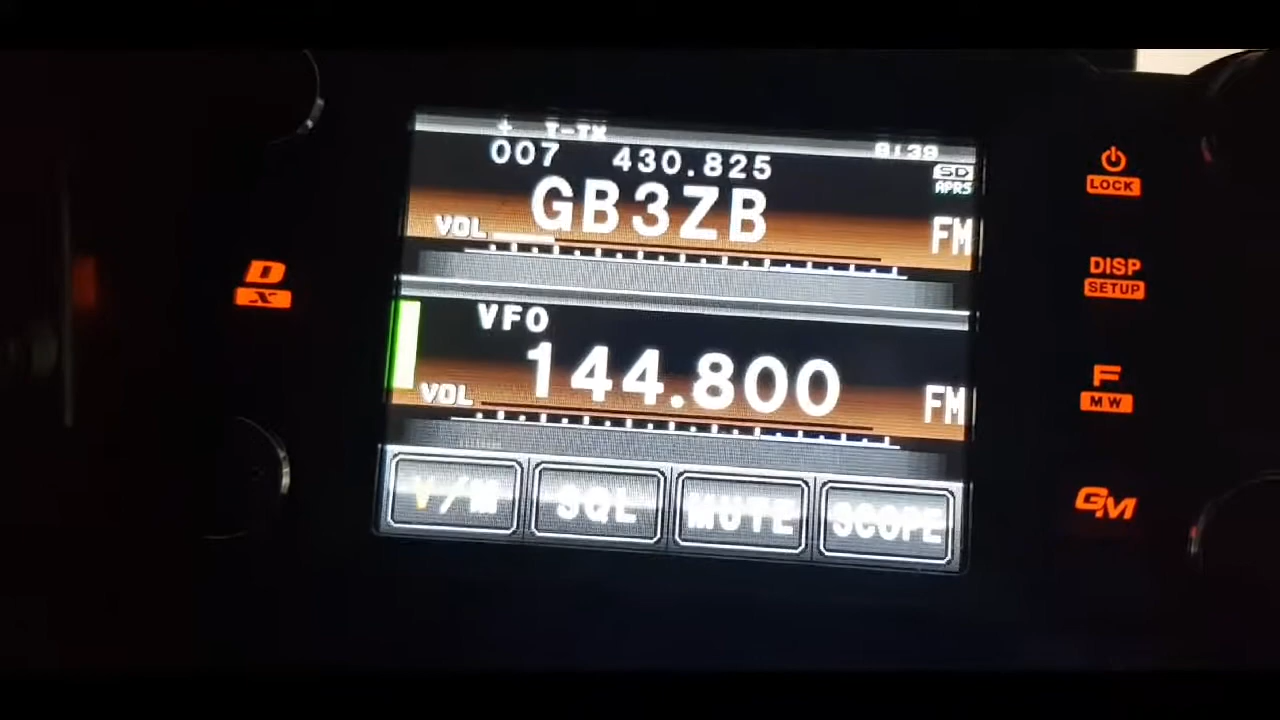 + T-TX 8:39
007 430.825
SD
APRS
GB3ZB
VOL FM
VFO
144.800
VOL FM
V/M SQL MUTE SCOPE
D
X
LOCK
DISP
SETUP
F
MW
GM